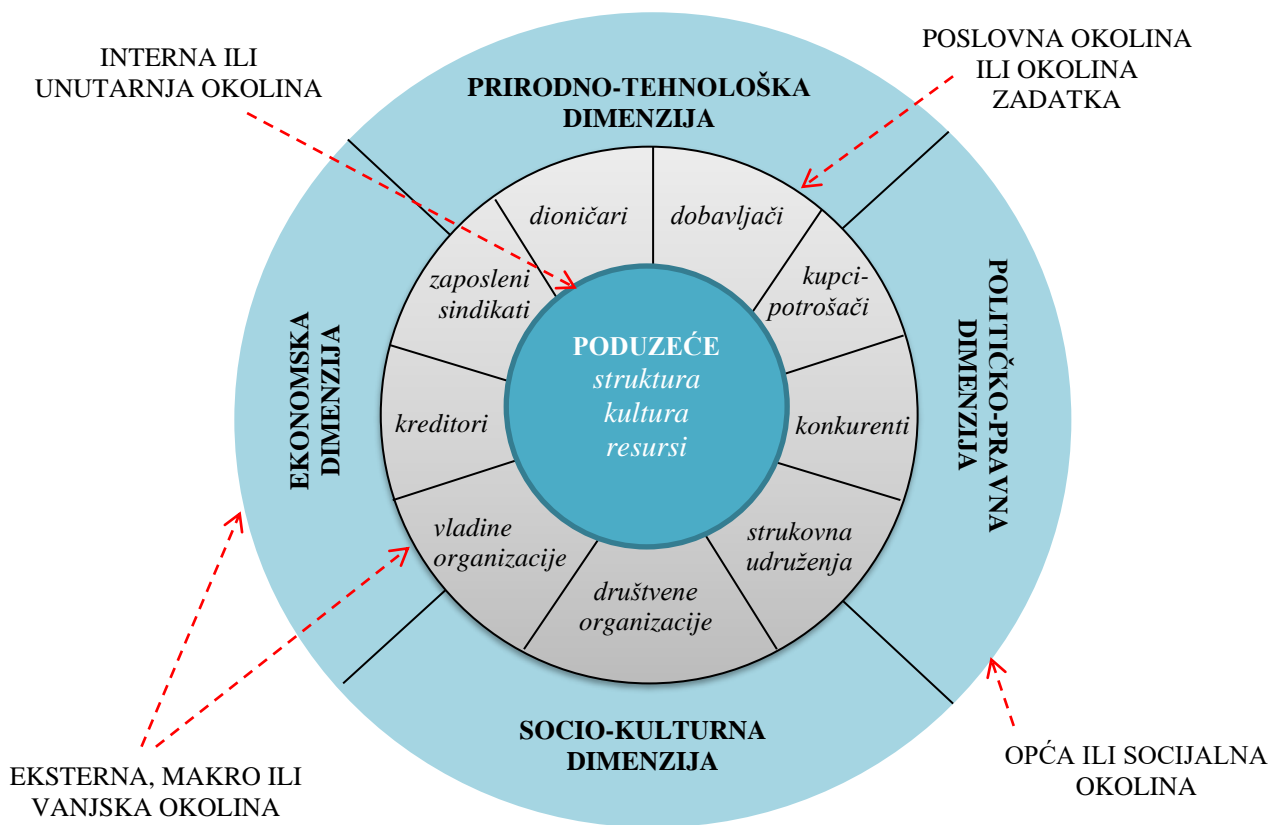 INTERNA ILI
UNUTARNJA OKOLINA
POSLOVNA OKOLINA
ILI OKOLINA
ZADATKA
PRIRODNO-TEHNOLOŠKA
DIMENZIJA
dioničari
dobavljači
zaposleni
sindikati
kupci-
potrošači
EKONOMSKA
DIMENZIJA
POLITIČKO-PRAVNA
DIMENZIJA
PODUZEĆE
struktura
kultura
resursi
kreditori
konkurenti
vladine
organizacije
strukovna
udruženja
društvene
organizacije
SOCIO-KULTURNA
DIMENZIJA
EKSTERNA, MAKRO ILI
VANJSKA OKOLINA
OPĆA ILI SOCIJALNA
OKOLINA